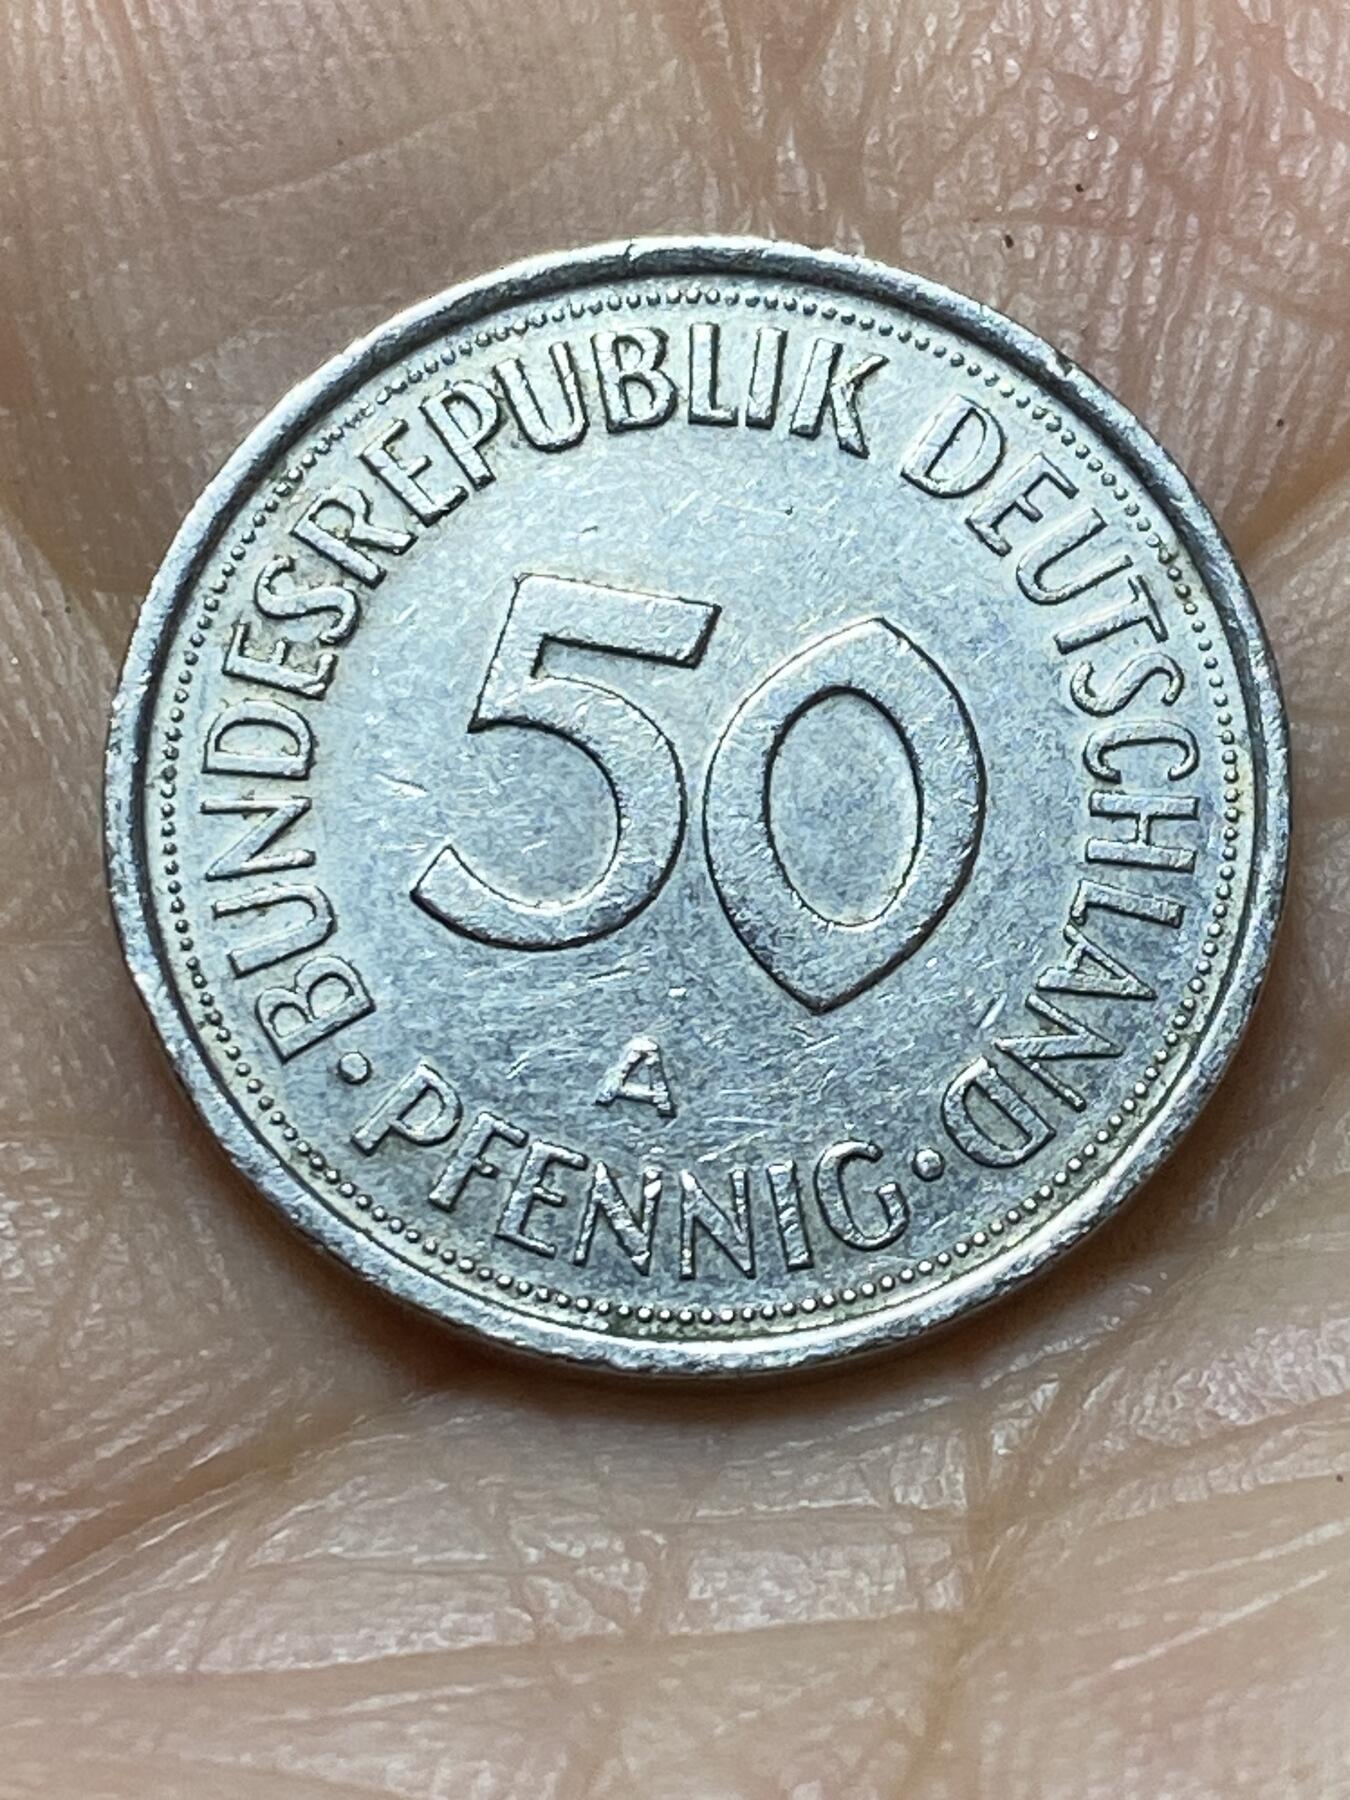 · BUNDESREPUBLIK DEUTSCHLAND ·
50
A
PFENNIG